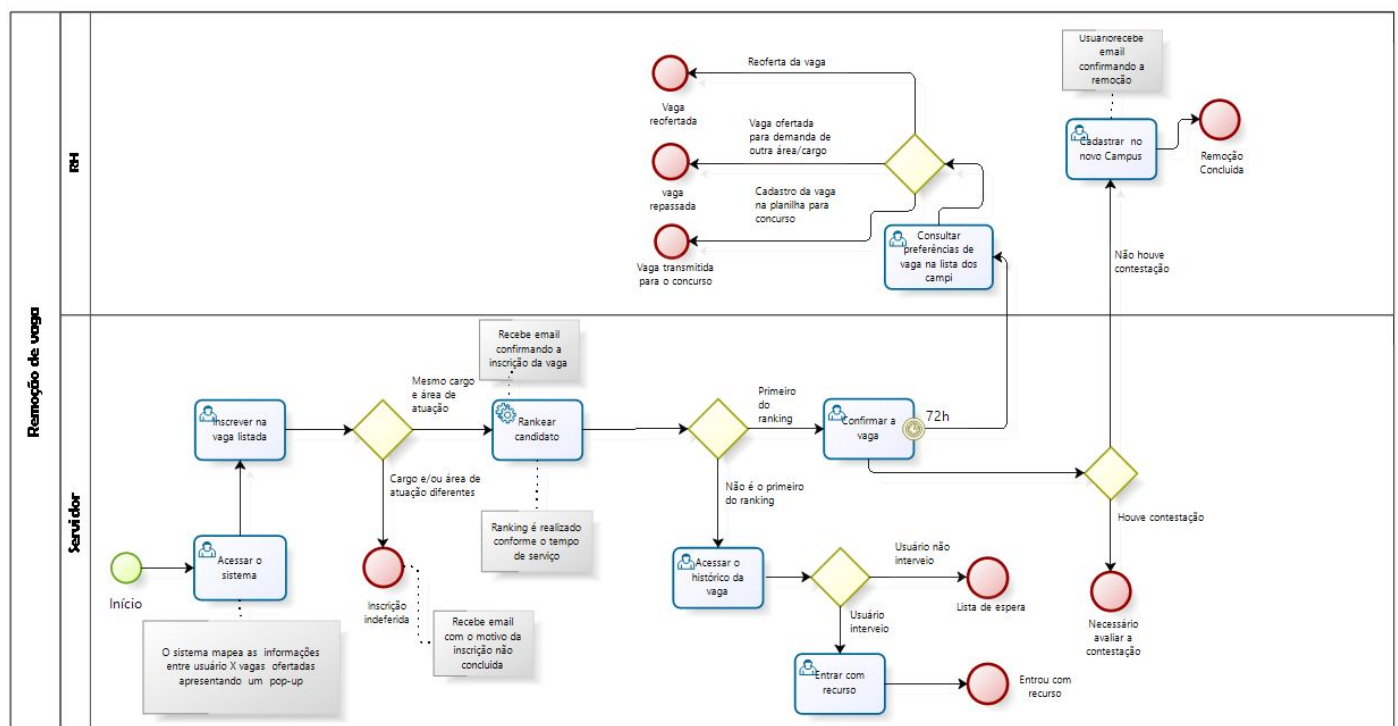 Remoção de vaga
RH
Vaga
reofertada
Reoferta da vaga
vaga
repassada
Vaga ofertada
para demanda de
outra área/cargo
Vaga transmitida
para o concurso
Cadastro da vaga
na planilha para
concurso
Consultar
preferências de
vaga na lista dos
campi
Usuariorecebe
email
confirmando a
remoção
Cadastrar no
novo Campus
Remoção
Concluída
Não houve
contestação
Servidor
Início
Acessar o
sistema
O sistema mapea as informações
entre usuário X vagas ofertadas
apresentando um pop-up
Inscrever na
vaga listada
Mesmo cargo
e área de
atuação
Cargo e/ou área de
atuação diferentes
Inscrição
indeferida
Recebe email
com o motivo da
inscrição não
concluída
Recebe email
confirmando a
inscrição da vaga
Rankear
candidato
Ranking é realizado
conforme o tempo
de serviço
Primeiro
do
ranking
Não é o primeiro
do ranking
Confirmar a
vaga
72h
Acessar o
histórico da
vaga
Usuário não
interveio
Lista de espera
Usuário
interveio
Entrar com
recurso
Entrou com
recurso
Houve contestação
Necessário
avaliar a
contestação